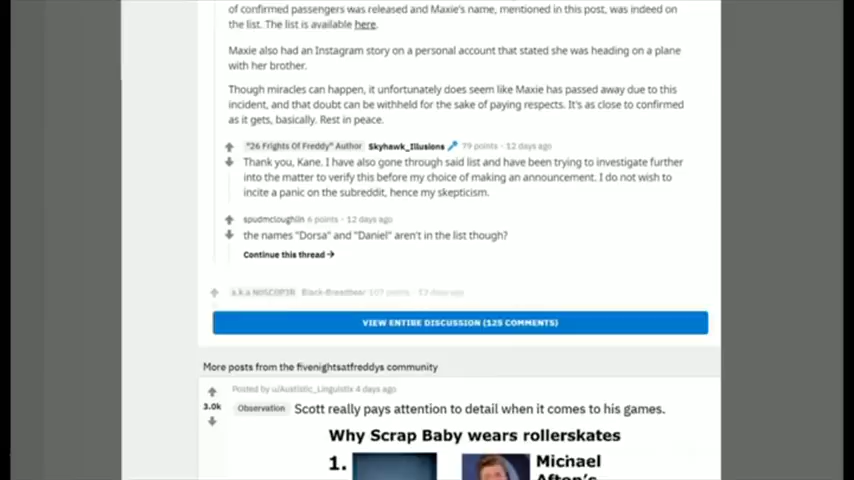 of confirmed passengers was released and Maxie's name, mentioned in this post, was indeed on
the list. The list is available here.
Maxie also had an Instagram story on a personal account that stated she was heading on a plane
with her brother.
Though miracles can happen, it unfortunately does seem like Maxie has passed away due to this
incident, and that doubt can be withheld for the sake of paying respects. It's as close to confirmed
as it gets, basically. Rest in peace.
"26 Frights Of Freddy" Author Skyhawk_Illusions 79 points · 12 days ago
Thank you, Kane. I have also gone through said list and have been trying to investigate further
into the matter to verify this before my choice of making an announcement. I do not wish to
incite a panic on the subreddit, hence my skepticism.
spudmcloughlin 6 points · 12 days ago
the names "Dorsa" and "Daniel" aren't in the list though?
Continue this thread →
a.k.a N0SC0P3R Black-Breadbear 107 points · 12 days ago
VIEW ENTIRE DISCUSSION (125 COMMENTS)
More posts from the fivenightsatfreddys community
Posted by u/Austistic_Linguistix 4 days ago
3.0k
Observation Scott really pays attention to detail when it comes to his games.
Why Scrap Baby wears rollerskates
1. Michael
Afton's